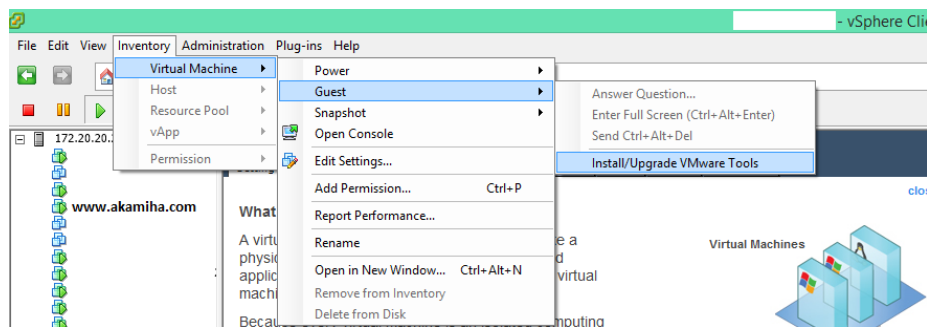 - vSphere Clie
File Edit View Inventory Administration Plug-ins Help
Virtual Machine
Host
Resource Pool
vApp
Permission
Power
Guest
Snapshot
Open Console
Edit Settings...
Add Permission... Ctrl+P
Report Performance...
Rename
Open in New Window... Ctrl+Alt+N
Remove from Inventory
Delete from Disk
Answer Question...
Enter Full Screen (Ctrl+Alt+Enter)
Send Ctrl+Alt+Del
Install/Upgrade VMware Tools
172.20.20.
www.akamiha.com
clos
What
A virtu
e a
physic
d
applic
virtual
machi
Virtual Machines
Becau
mputing